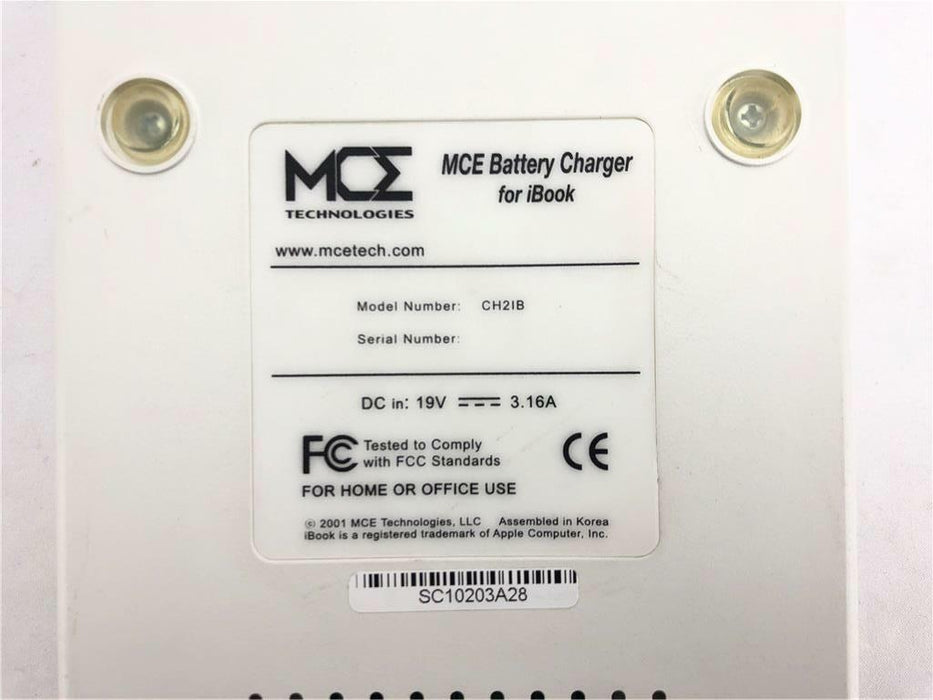 MCE
TECHNOLOGIES
MCE Battery Charger
for iBook
www.mcetech.com
Model Number: CH2IB
Serial Number:
DC in: 19V ⎓ 3.16A
FC Tested to Comply
with FCC Standards
CE
FOR HOME OR OFFICE USE
© 2001 MCE Technologies, LLC Assembled in Korea
iBook is a registered trademark of Apple Computer, Inc.
SC10203A28